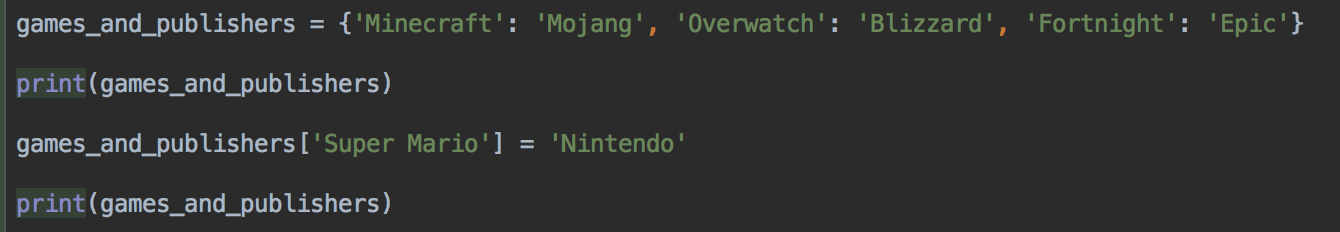 games_and_publishers = {'Minecraft': 'Mojang', 'Overwatch': 'Blizzard', 'Fortnight': 'Epic'}
print(games_and_publishers)
games_and_publishers['Super Mario'] = 'Nintendo'
print(games_and_publishers)